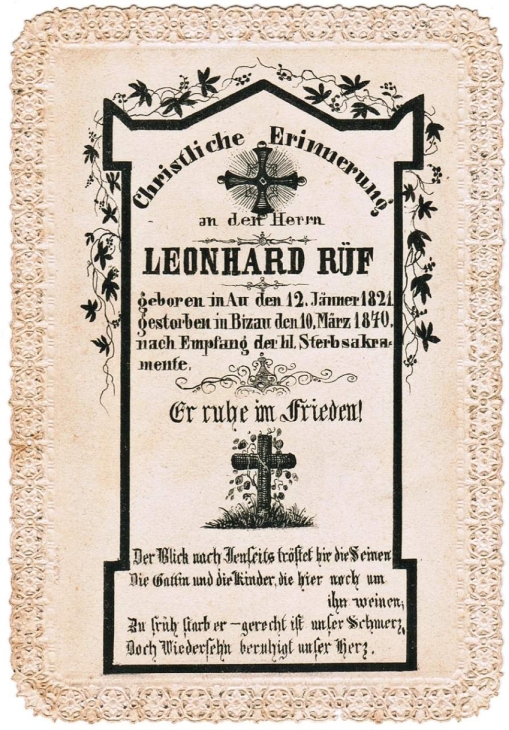 Christliche Erinnerung
an den Herrn
LEONHARD RÜF
geboren in Au den 12. Jänner 1821
gestorben in Bizau den 10. März 1870.
nach Empfang der hl. Sterbsakra-
mente.
Er ruhe im Frieden!
Der Blick nach Jenseits tröstet hie die Seinen
Die Gattin und die Kinder, die hier noch um
ihn weinen;
Zu früh starb er – gerecht ist unser Schmerz,
Doch Wiedersehn beruhigt unser Herz.